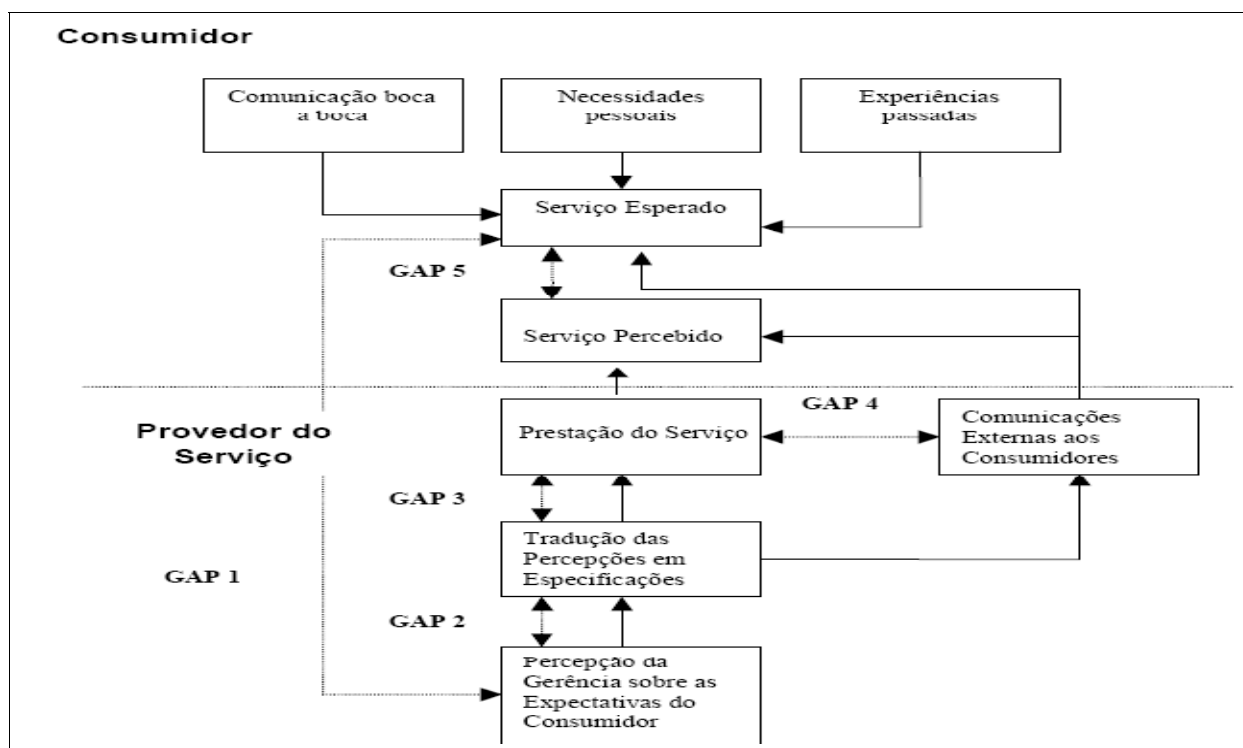 Consumidor
Comunicação boca
a boca
Necessidades
pessoais
Experiências
passadas
Serviço Esperado
GAP 5
Serviço Percebido
GAP 4
Provedor do
Serviço
Prestação do Serviço
Comunicações
Externas aos
Consumidores
GAP 3
Tradução das
Percepções em
Especificações
GAP 1
GAP 2
Percepção da
Gerência sobre as
Expectativas do
Consumidor